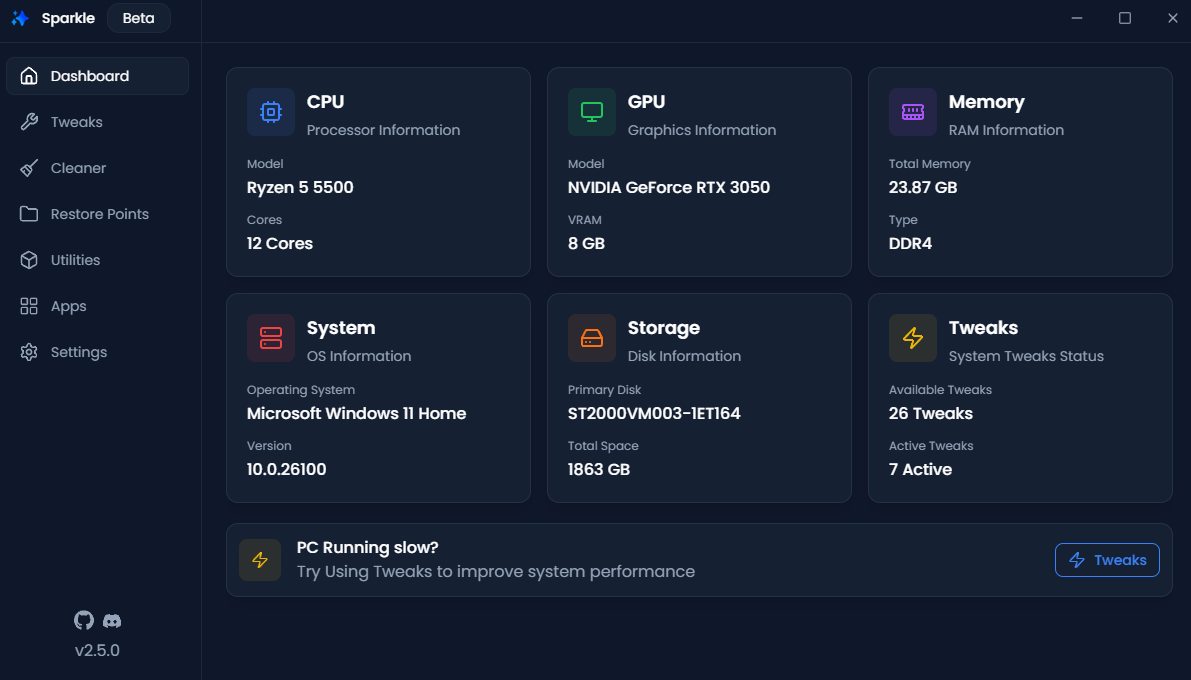 Sparkle Beta
Dashboard
Tweaks
Cleaner
Restore Points
Utilities
Apps
Settings
v2.5.0
CPU
Processor Information
Model
Ryzen 5 5500
Cores
12 Cores
GPU
Graphics Information
Model
NVIDIA GeForce RTX 3050
VRAM
8 GB
Memory
RAM Information
Total Memory
23.87 GB
Type
DDR4
System
OS Information
Operating System
Microsoft Windows 11 Home
Version
10.0.26100
Storage
Disk Information
Primary Disk
ST2000VM003-1ET164
Total Space
1863 GB
Tweaks
System Tweaks Status
Available Tweaks
26 Tweaks
Active Tweaks
7 Active
PC Running slow?
Try Using Tweaks to improve system performance
Tweaks